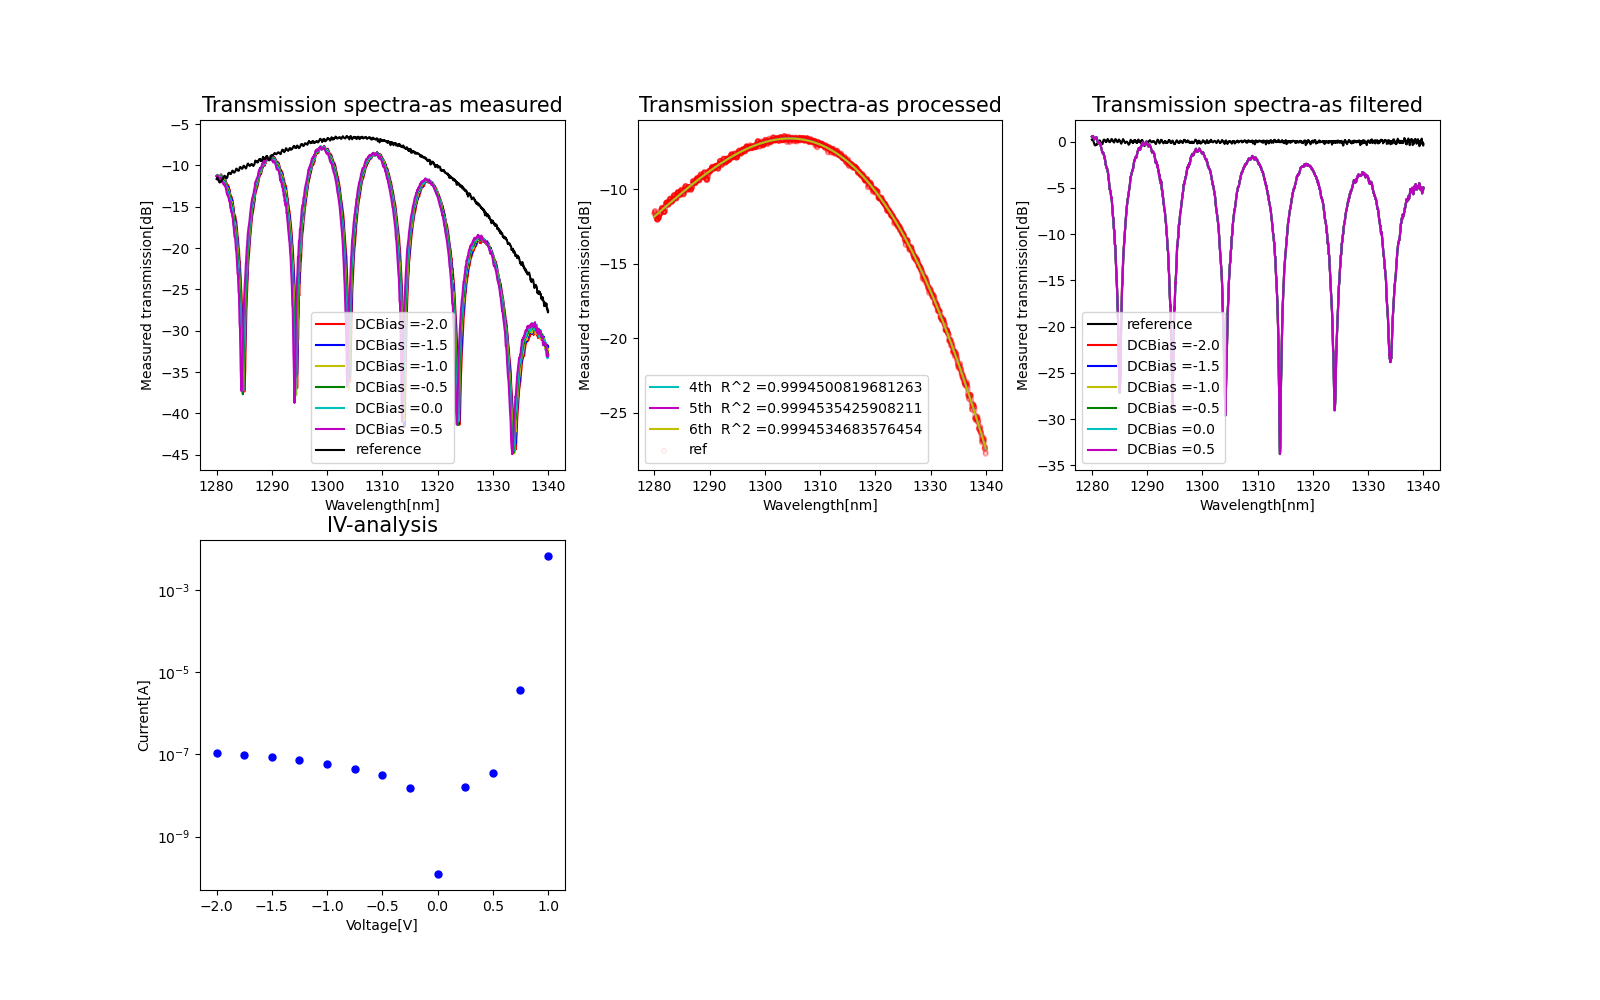 Transmission spectra-as measured
Measured transmission[dB]
−5
−10
−15
−20
−25
−30
−35
−40
−45
DCBias =-2.0
DCBias =-1.5
DCBias =-1.0
DCBias =-0.5
DCBias =0.0
DCBias =0.5
reference
1280 1290 1300 1310 1320 1330 1340
Wavelength[nm]
Transmission spectra-as processed
Measured transmission[dB]
−10
−15
−20
−25
4th R^2 =0.9994500819681263
5th R^2 =0.9994535425908211
6th R^2 =0.9994534683576454
ref
1280 1290 1300 1310 1320 1330 1340
Wavelength[nm]
Transmission spectra-as filtered
Measured transmission[dB]
0
−5
−10
−15
−20
−25
−30
−35
reference
DCBias =-2.0
DCBias =-1.5
DCBias =-1.0
DCBias =-0.5
DCBias =0.0
DCBias =0.5
1280 1290 1300 1310 1320 1330 1340
Wavelength[nm]
IV-analysis
Current[A]
10⁻³
10⁻⁵
10⁻⁷
10⁻⁹
−2.0 −1.5 −1.0 −0.5 0.0 0.5 1.0
Voltage[V]